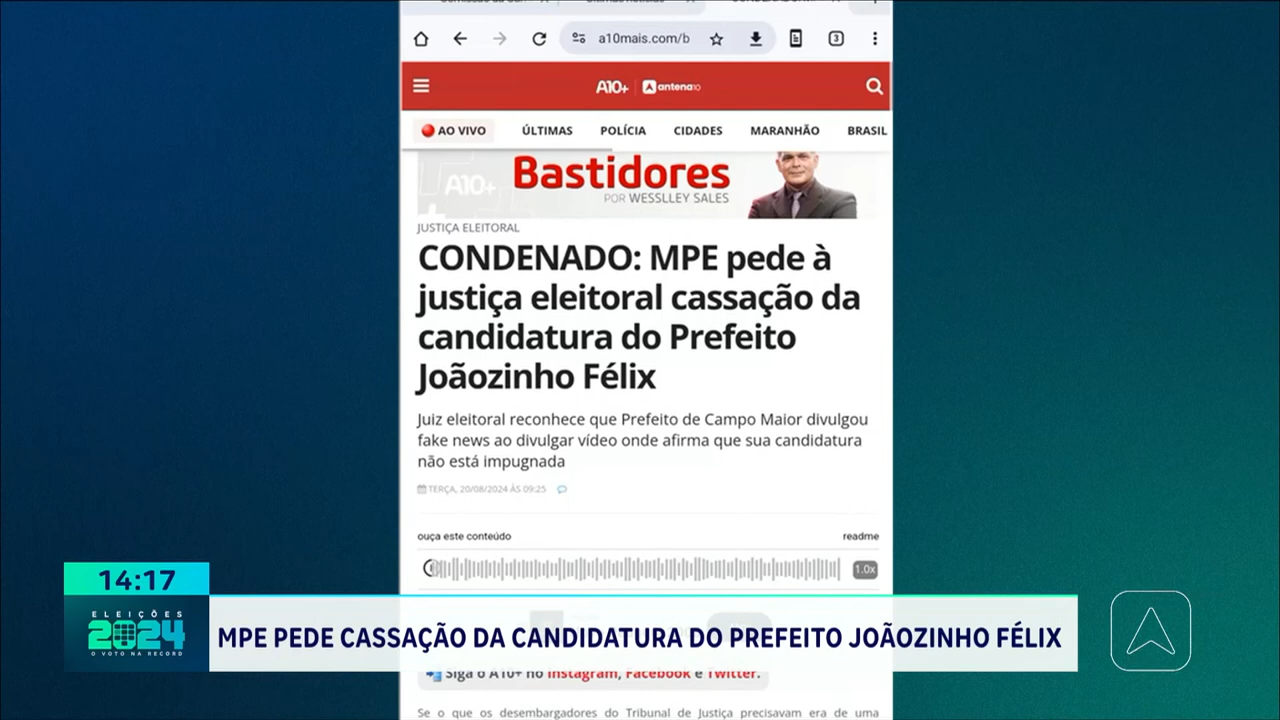 a10mais.com/b
3
A10+ antena10
AO VIVO ÚLTIMAS POLÍCIA CIDADES MARANHÃO BRASIL
A10+
Bastidores
POR WESSLLEY SALES
JUSTIÇA ELEITORAL
CONDENADO: MPE pede à
justiça eleitoral cassação da
candidatura do Prefeito
Joãozinho Félix
Juiz eleitoral reconhece que Prefeito de Campo Maior divulgou
fake news ao divulgar vídeo onde afirma que sua candidatura
não está impugnada
TERÇA, 20/08/2024 ÀS 09:25
ouça este conteúdo readme
1.0x
14:17
ELEIÇÕES
2024
O VOTO NA RECORD
MPE PEDE CASSAÇÃO DA CANDIDATURA DO PREFEITO JOÃOZINHO FÉLIX
Siga o A10+ no Instagram, Facebook e Twitter.
Se o que os desembargadores do Tribunal de Justiça precisavam era de uma